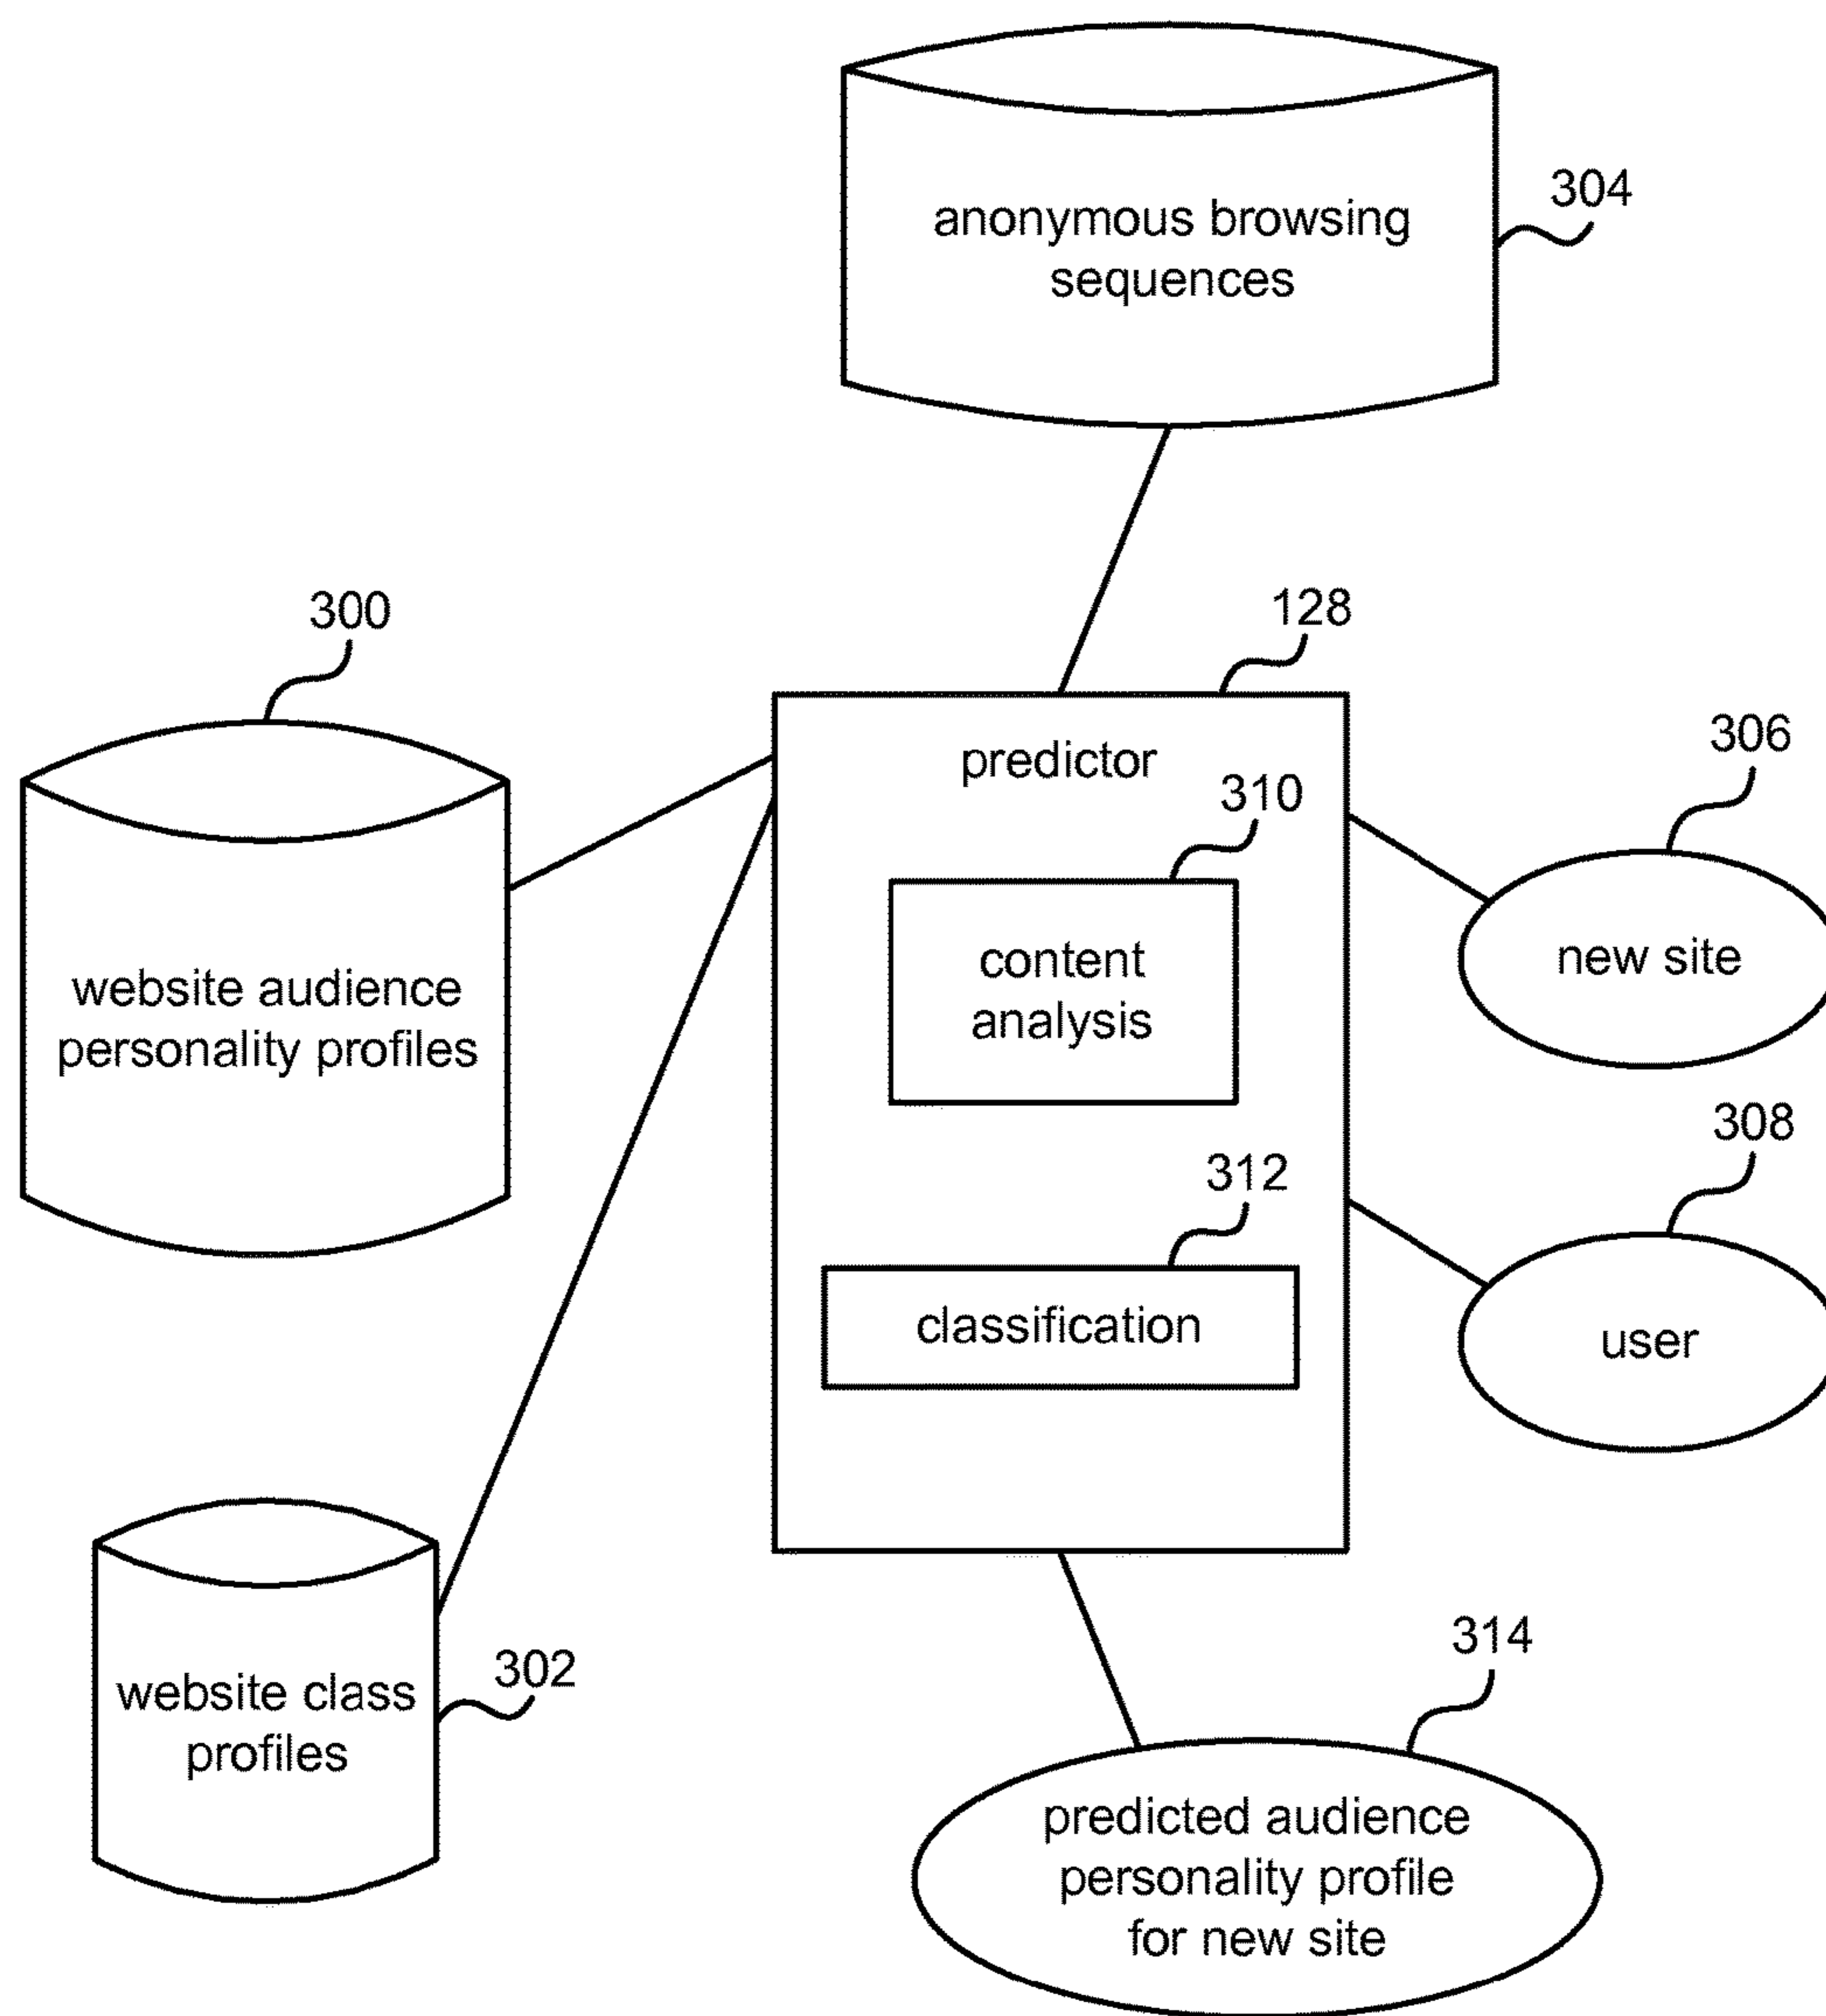 304
anonymous browsing
sequences
300
128
website audience
personality profiles
predictor
310
content
analysis
306
new site
312
classification
308
user
302
website class
profiles
314
predicted audience
personality profile
for new site